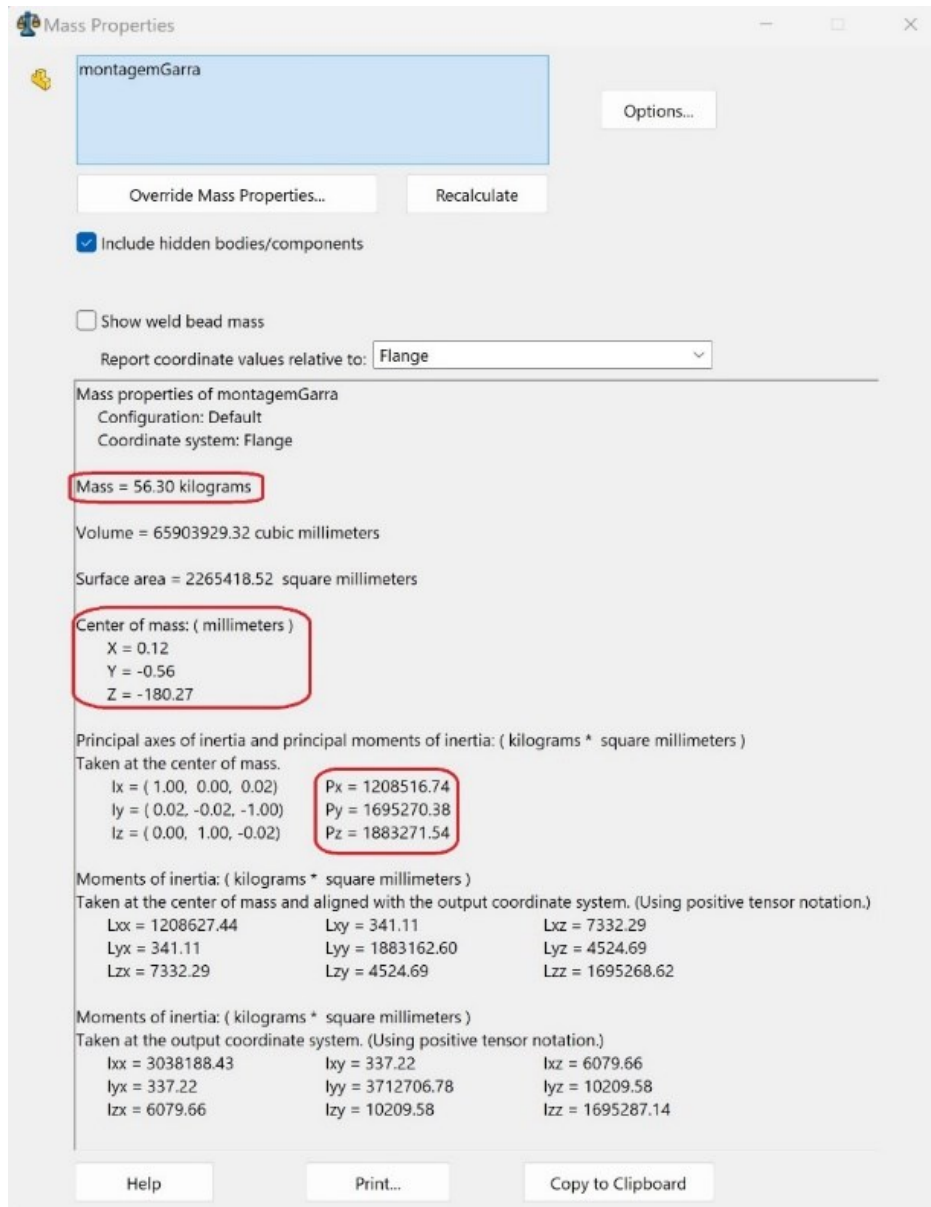 Mass Properties
montagemGarra
Options...
Override Mass Properties...
Recalculate
Include hidden bodies/components
Show weld bead mass
Report coordinate values relative to: Flange
Mass properties of montagemGarra
Configuration: Default
Coordinate system: Flange
Mass = 56.30 kilograms
Volume = 65903929.32 cubic millimeters
Surface area = 2265418.52 square millimeters
Center of mass: ( millimeters )
X = 0.12
Y = -0.56
Z = -180.27
Principal axes of inertia and principal moments of inertia: ( kilograms * square millimeters )
Taken at the center of mass.
Ix = ( 1.00, 0.00, 0.02) Px = 1208516.74
Iy = ( 0.02, -0.02, -1.00) Py = 1695270.38
Iz = ( 0.00, 1.00, -0.02) Pz = 1883271.54
Moments of inertia: ( kilograms * square millimeters )
Taken at the center of mass and aligned with the output coordinate system. (Using positive tensor notation.)
Lxx = 1208627.44 Lxy = 341.11 Lxz = 7332.29
Lyx = 341.11 Lyy = 1883162.60 Lyz = 4524.69
Lzx = 7332.29 Lzy = 4524.69 Lzz = 1695268.62
Moments of inertia: ( kilograms * square millimeters )
Taken at the output coordinate system. (Using positive tensor notation.)
Ixx = 3038188.43 Ixy = 337.22 Ixz = 6079.66
Iyx = 337.22 Iyy = 3712706.78 Iyz = 10209.58
Izx = 6079.66 Izy = 10209.58 Izz = 1695287.14
Help
Print...
Copy to Clipboard